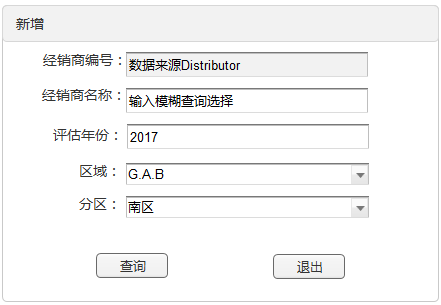 新增
经销商编号： 数据来源Distributor
经销商名称： 输入模糊查询选择
评估年份： 2017
区域： G.A.B
分区： 南区
查询 退出